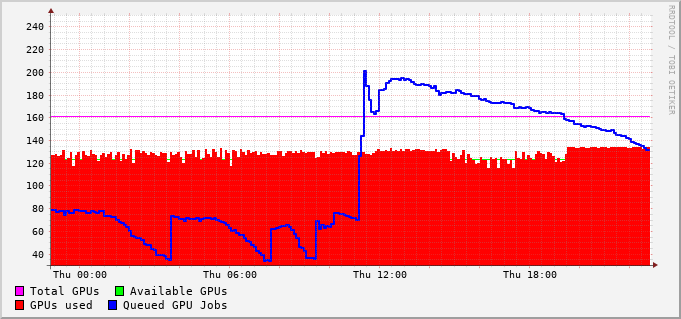 RRDTOOL / TOBI OETIKER
240
220
200
180
160
140
120
100
80
60
40
Thu 00:00 Thu 06:00 Thu 12:00 Thu 18:00
Total GPUs Available GPUs
GPUs used Queued GPU Jobs